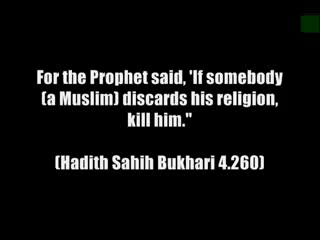 For the Prophet said, 'If somebody
(a Muslim) discards his religion,
kill him."
(Hadith Sahih Bukhari 4.260)